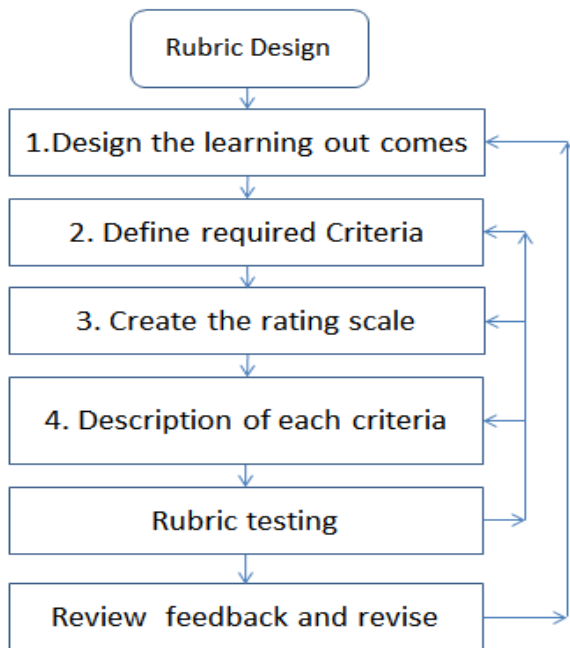 Rubric Design
1.Design the learning out comes
2. Define required Criteria
3. Create the rating scale
4. Description of each criteria
Rubric testing
Review feedback and revise